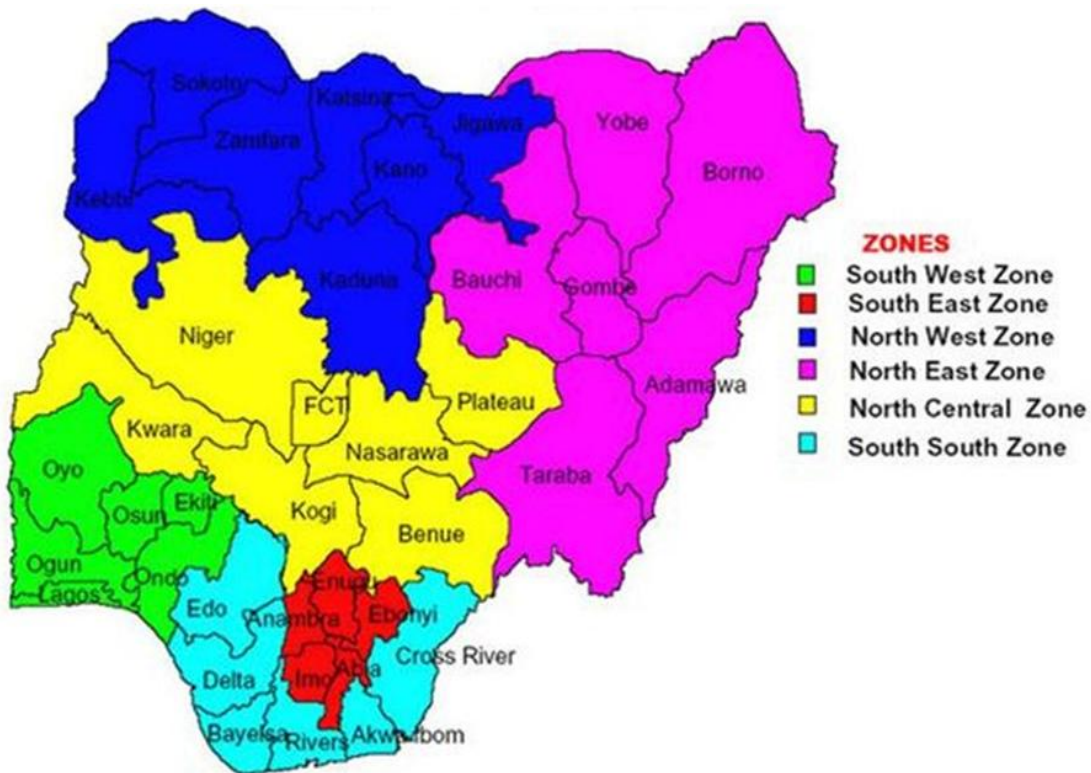 Sokoto
Katsina
Jigawa
Zamfara
Kano
Yobe
Borno
Kebbi
Kaduna
Bauchi
Gombe
Niger
Adamawa
FCT
Plateau
Kwara
Nasarawa
Taraba
Oyo
Osun
Ekiti
Kogi
Benue
Ogun
Ondo
Lagos
Edo
Enugu
Anambra
Ebonyi
Cross River
Delta
Imo
Abia
Bayelsa
Rivers
Akwa Ibom
ZONES
South West Zone
South East Zone
North West Zone
North East Zone
North Central Zone
South South Zone